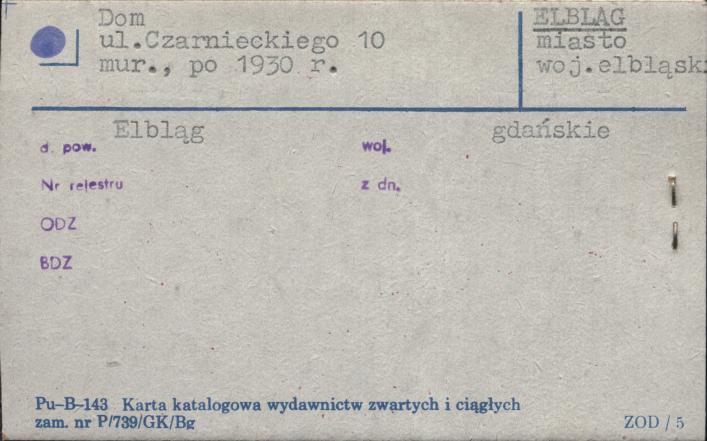 Dom
ul.Czarnieckiego 10
mur., po 1930 r.
ELBLĄG
miasto
woj.elbląski
Elbląg
gdańskie
d. pow.
woj.
Nr rejestru
z dn.
ODZ
BDZ
Pu-B-143 Karta katalogowa wydawnictw zwartych i ciągłych
zam. nr P/739/GK/Bg
ZOD / 5